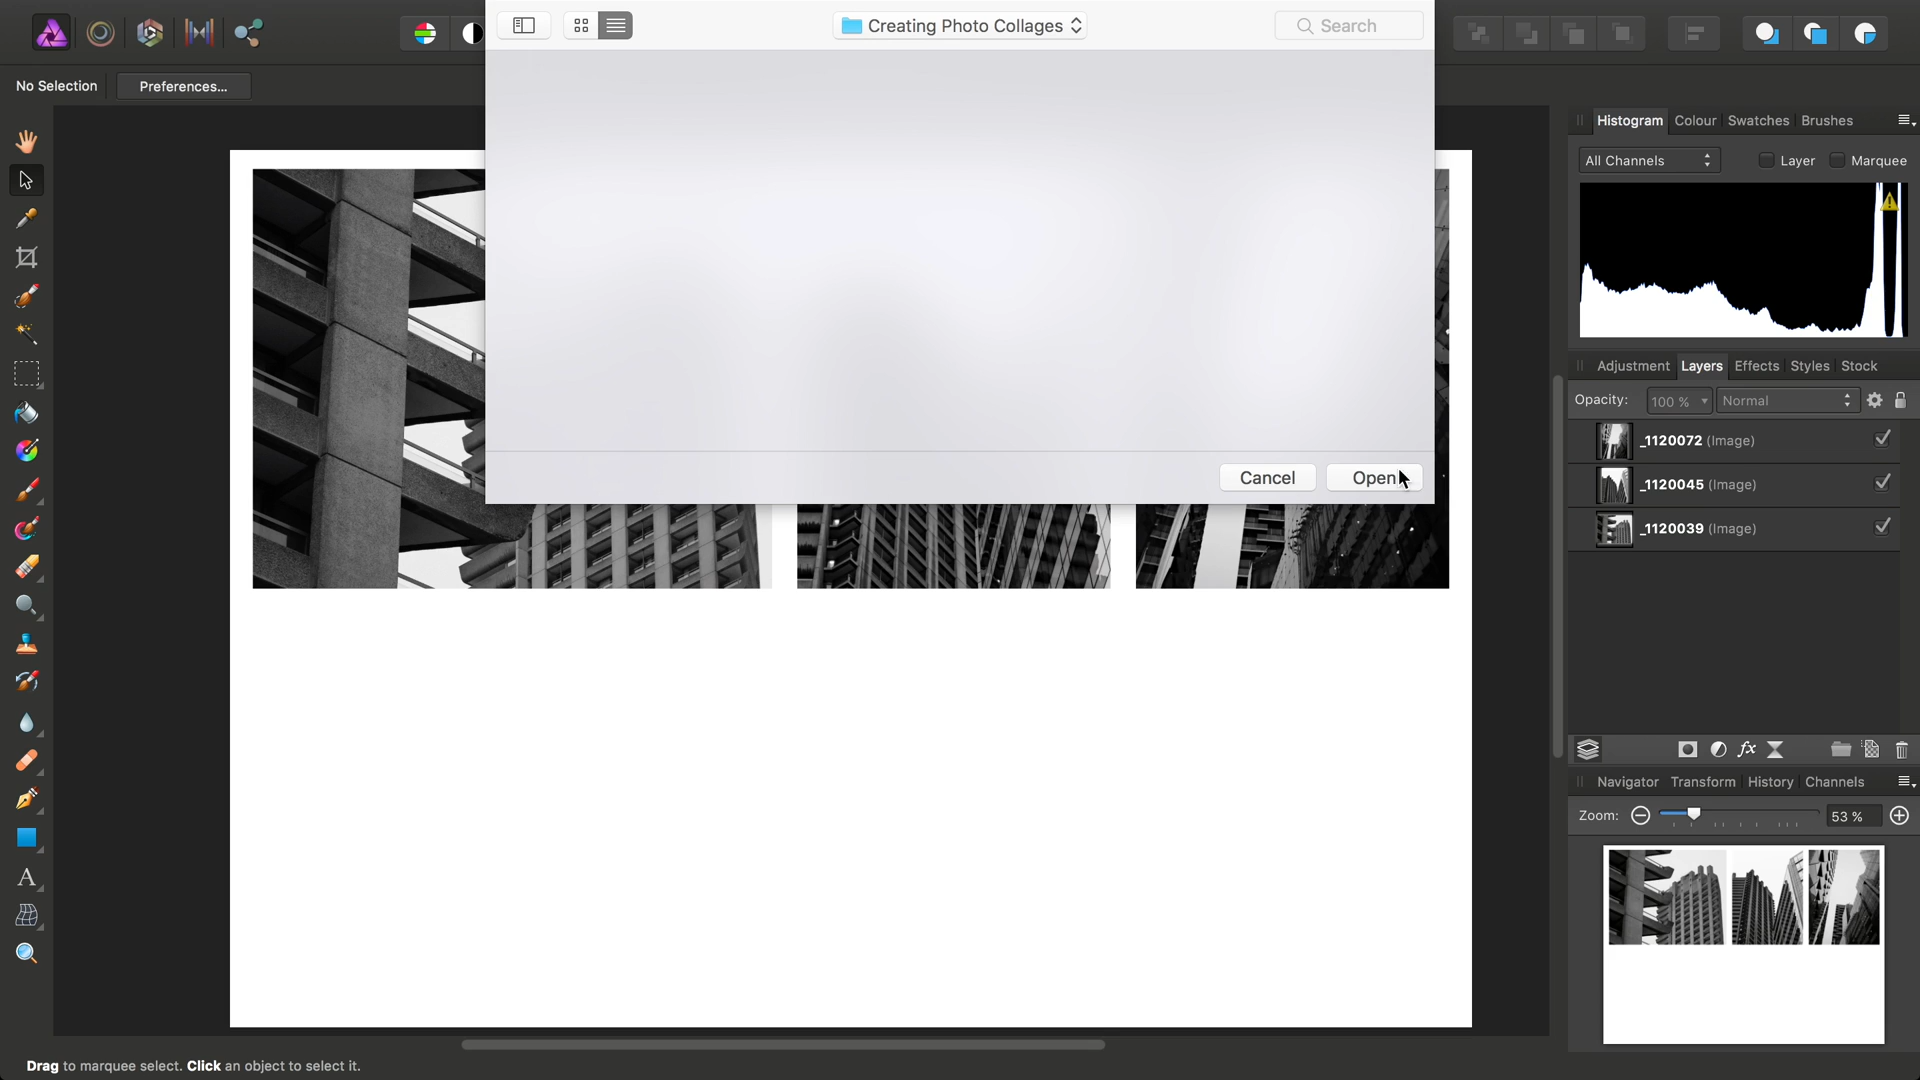 Creating Photo Collages
Search
No Selection
Preferences...
Histogram Colour Swatches Brushes
All Channels
Layer
Marquee
Adjustment Layers Effects Styles Stock
Opacity: 100 % Normal
_1120072 (Image)
_1120045 (Image)
_1120039 (Image)
Cancel
Open
fx
Navigator Transform History Channels
Zoom: 53 %
A
Drag to marquee select. Click an object to select it.